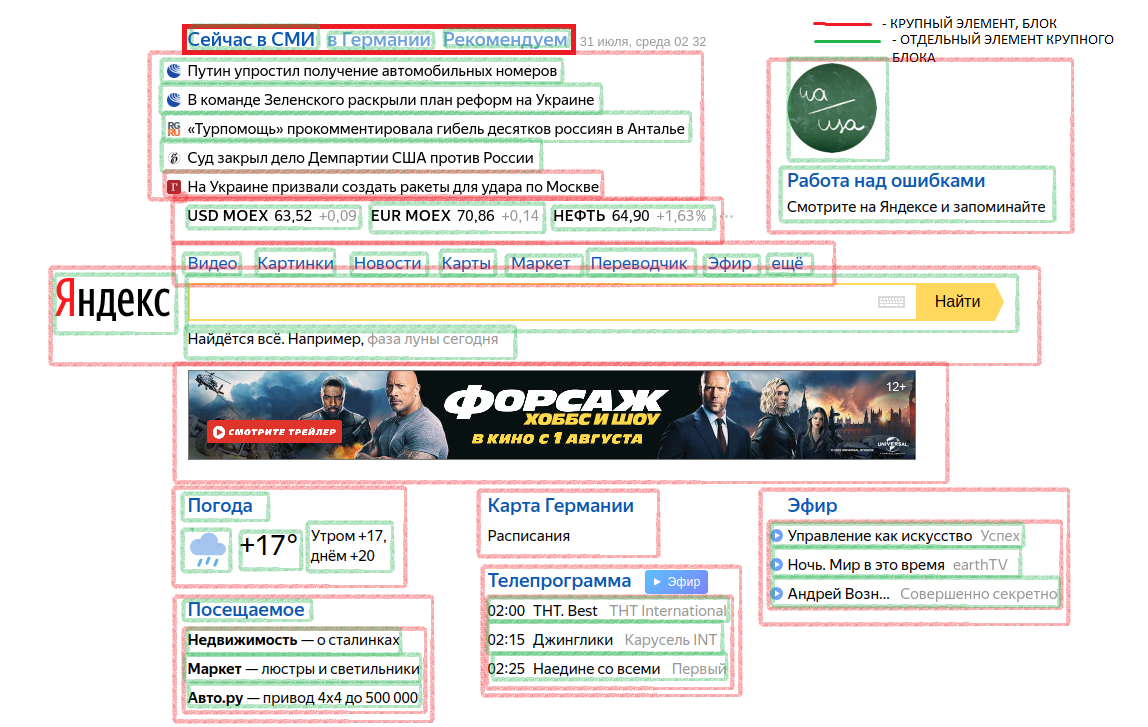 - КРУПНЫЙ ЭЛЕМЕНТ, БЛОК
- ОТДЕЛЬНЫЙ ЭЛЕМЕНТ КРУПНОГО БЛОКА
Сейчас в СМИ в Германии Рекомендуем 31 июля, среда 02 32
Путин упростил получение автомобильных номеров
В команде Зеленского раскрыли план реформ на Украине
RG RU «Турпомощь» прокомментировала гибель десятков россиян в Анталье
Суд закрыл дело Демпартии США против России
Г На Украине призвали создать ракеты для удара по Москве
USD MOEX 63,52 +0,09 EUR MOEX 70,86 +0,14 НЕФТЬ 64,90 +1,63% ...
иа
usa
Работа над ошибками
Смотрите на Яндексе и запоминайте
Видео Картинки Новости Карты Маркет Переводчик Эфир ещё
Яндекс
Найти
Найдётся всё. Например, фаза луны сегодня
ФОРСАЖ
ХОББС И ШОУ
В КИНО С 1 АВГУСТА
СМОТРИТЕ ТРЕЙЛЕР
12+
UNIVERSAL
Погода
+17°
Утром +17,
днём +20
Посещаемое
Недвижимость — о сталинках
Маркет — люстры и светильники
Авто.ру — привод 4x4 до 500 000
Карта Германии
Расписания
Телепрограмма Эфир
02:00 ТНТ. Best ТНТ International
02:15 Джинглики Карусель INT
02:25 Наедине со всеми Первый
Эфир
Управление как искусство Успех
Ночь. Мир в это время earthTV
Андрей Возн... Совершенно секретно